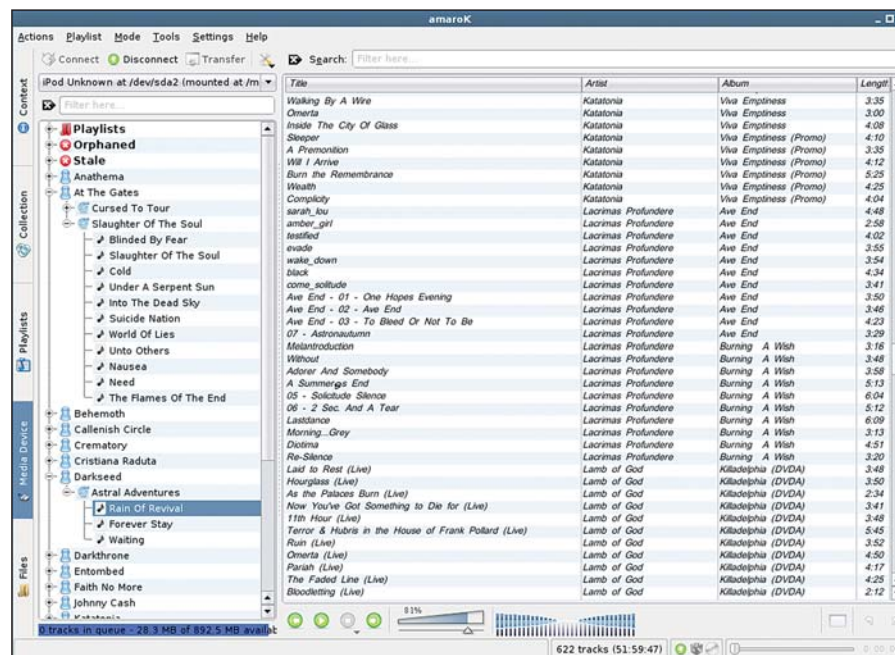 amaroK
Actions Playlist Mode Tools Settings Help
Connect Disconnect Transfer Search: Filter here...
iPod Unknown at /dev/sda2 (mounted at /m
Filter here...
Context
Collection
Playlists
Media Device
Files
Playlists
Orphaned
Stale
Anathema
At The Gates
Cursed To Tour
Slaughter Of The Soul
Blinded By Fear
Slaughter Of The Soul
Cold
Under A Serpent Sun
Into The Dead Sky
Suicide Nation
World Of Lies
Unto Others
Nausea
Need
The Flames Of The End
Behemoth
Callenish Circle
Crematory
Cristiana Raduta
Darkseed
Astral Adventures
Rain Of Revival
Forever Stay
Waiting
Darkthrone
Entombed
Faith No More
Johnny Cash
Katatonia
0 tracks in queue - 28.3 MB of 892.5 MB availab
Title Artist Album Length
Walking By A Wire Katatonia Viva Emptiness 3:35
Omerta Katatonia Viva Emptiness 3:00
Inside The City Of Glass Katatonia Viva Emptiness 4:08
Sleeper Katatonia Viva Emptiness (Promo) 4:10
A Premonition Katatonia Viva Emptiness (Promo) 3:35
Will I Arrive Katatonia Viva Emptiness (Promo) 4:12
Burn the Remembrance Katatonia Viva Emptiness (Promo) 5:25
Wealth Katatonia Viva Emptiness (Promo) 4:25
Complicity Katatonia Viva Emptiness (Promo) 4:04
sarah_lou Lacrimas Profundere Ave End 4:48
amber_girl Lacrimas Profundere Ave End 2:58
testified Lacrimas Profundere Ave End 4:02
evade Lacrimas Profundere Ave End 3:55
wake_down Lacrimas Profundere Ave End 3:54
black Lacrimas Profundere Ave End 4:34
come_solitude Lacrimas Profundere Ave End 3:41
Ave End - 01 - One Hopes Evening Lacrimas Profundere Ave End 3:50
Ave End - 02 - Ave End Lacrimas Profundere Ave End 3:46
Ave End - 03 - To Bleed Or Not To Be Lacrimas Profundere Ave End 4:23
07 - Astronautumn Lacrimas Profundere Ave End 3:29
Melantroduction Lacrimas Profundere Burning A Wish 3:16
Without Lacrimas Profundere Burning A Wish 3:48
Adorer And Somebody Lacrimas Profundere Burning A Wish 3:58
A Summer s End Lacrimas Profundere Burning A Wish 5:13
05 - Solicitude Silence Lacrimas Profundere Burning A Wish 6:04
06 - 2 Sec. And A Tear Lacrimas Profundere Burning A Wish 5:12
Lastdance Lacrimas Profundere Burning A Wish 6:09
Morning...Grey Lacrimas Profundere Burning A Wish 3:13
Diotima Lacrimas Profundere Burning A Wish 4:51
Re-Silence Lacrimas Profundere Burning A Wish 3:20
Laid to Rest (Live) Lamb of God Killadelphia (DVDA) 3:48
Hourglass (Live) Lamb of God Killadelphia (DVDA) 3:50
As the Palaces Burn (Live) Lamb of God Killadelphia (DVDA) 2:34
Now You've Got Something to Die for (Live) Lamb of God Killadelphia (DVDA) 3:41
11th Hour (Live) Lamb of God Killadelphia (DVDA) 3:48
Terror & Hubris in the House of Frank Pollard (Live) Lamb of God Killadelphia (DVDA) 5:45
Ruin (Live) Lamb of God Killadelphia (DVDA) 3:52
Omerta (Live) Lamb of God Killadelphia (DVDA) 4:50
Pariah (Live) Lamb of God Killadelphia (DVDA) 4:17
The Faded Line (Live) Lamb of God Killadelphia (DVDA) 4:25
Bloodletting (Live) Lamb of God Killadelphia (DVDA) 2:12
91%
622 tracks (51:59:47)